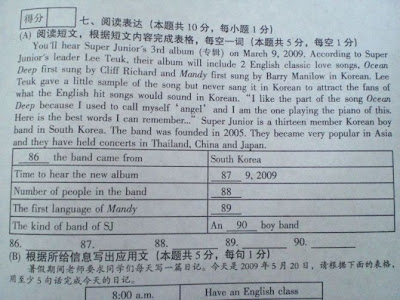 得分
七、阅读表达（本题共10分，每小题1分）
(A) 阅读短文，根据短文内容完成表格，每空一词（本题共5分，每空1分）
You'll hear Super Junior's 3rd album (专辑) on March 9, 2009. According to Super
Junior's leader Lee Teuk, their album will include 2 English classic love songs, Ocean
Deep first sung by Cliff Richard and Mandy first sung by Barry Manilow in Korean. Lee
Teuk gave a little sample of the song but never sang it in Korean to attract the fans of
what the English hit songs would sound in Korean. "I like the part of the song Ocean
Deep because I used to call myself ‘angel’ and I am the one playing the piano of this.
Here is the best words I can remember..." Super Junior is a thirteen member Korean boy
band in South Korea. The band was founded in 2005. They became very popular in Asia
and they have held concerts in Thailand, China and Japan.
86 the band came from South Korea
Time to hear the new album 87 9, 2009
Number of people in the band 88
The first language of Mandy 89
The kind of band of SJ An 90 boy band
86. 87. 88. 89. 90.
(B) 根据所给信息写出应用文（本题共5分，每句1分）
暑假期间老师要求同学们每天写一篇日记。今天是2009年5月20日，请根据下面的表格，
用至少5句话完成今天的日记。
8:00 a.m. Have an English class